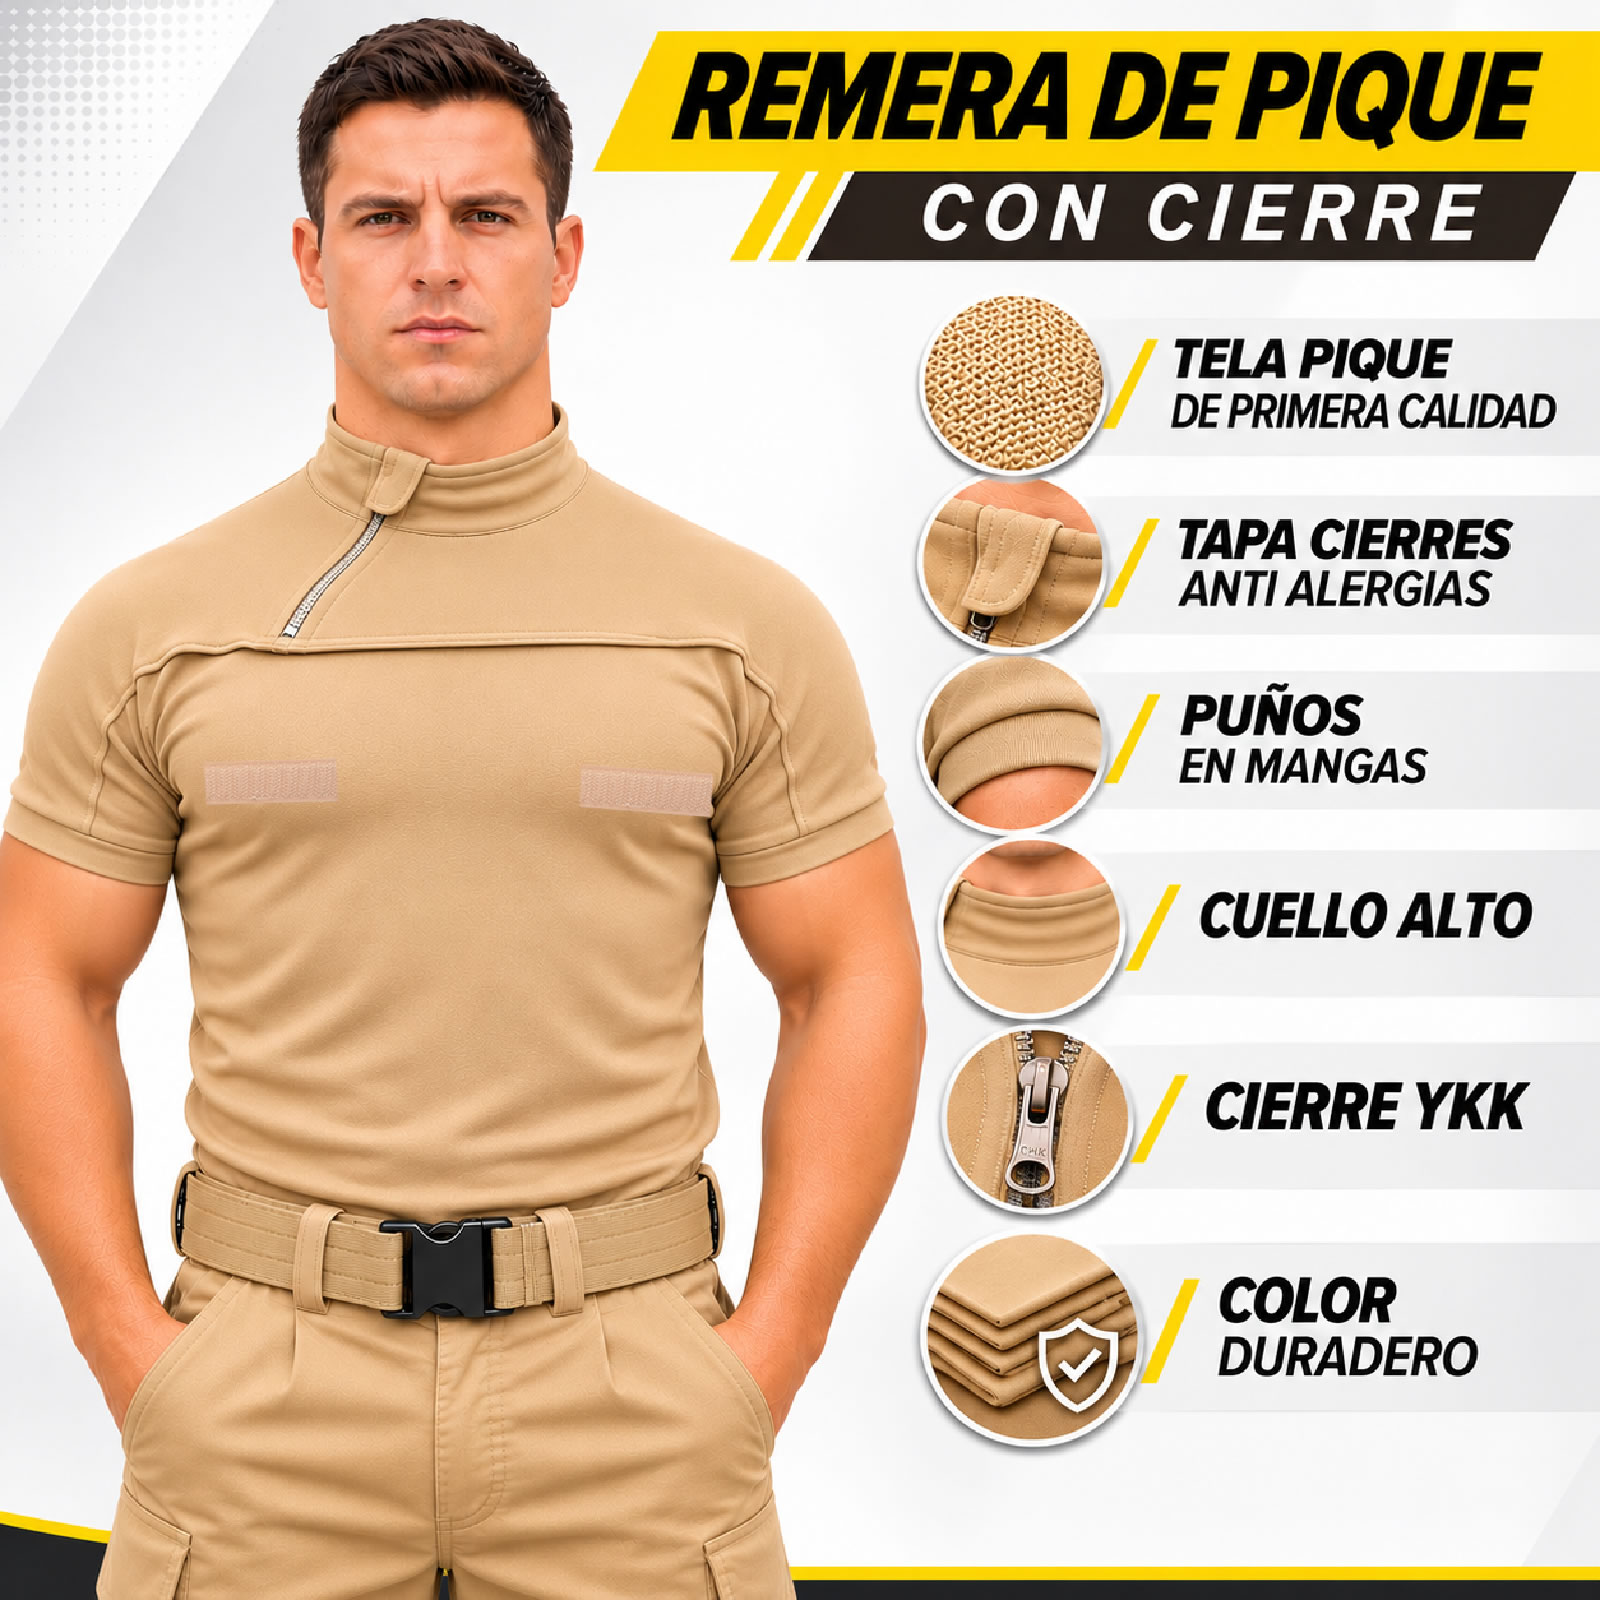 REMERA DE PIQUE
CON CIERRE
TELA PIQUE
DE PRIMERA CALIDAD
TAPA CIERRES
ANTI ALERGIAS
PUÑOS
EN MANGAS
CUELLO ALTO
CIERRE YKK
COLOR
DURADERO